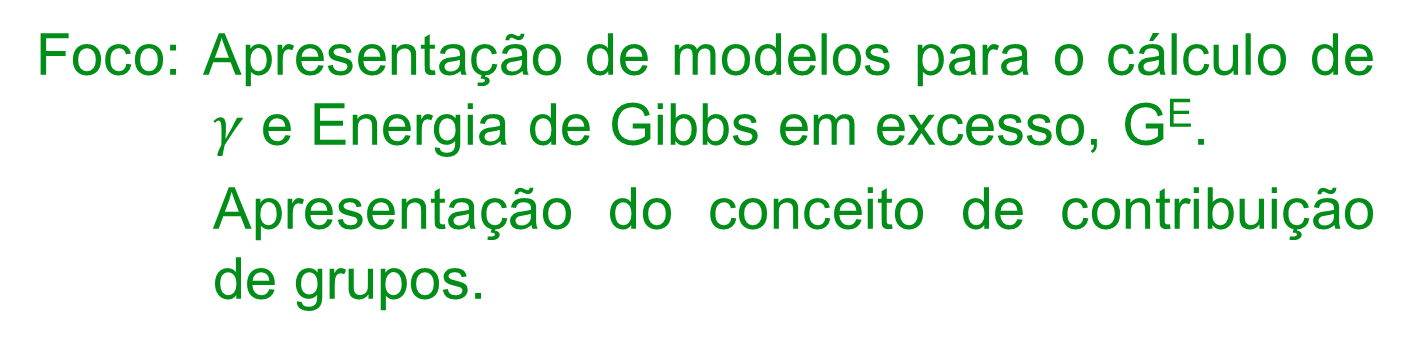 Foco: Apresentação de modelos para o cálculo de
γ e Energia de Gibbs em excesso, Gᴱ.
Apresentação do conceito de contribuição
de grupos.